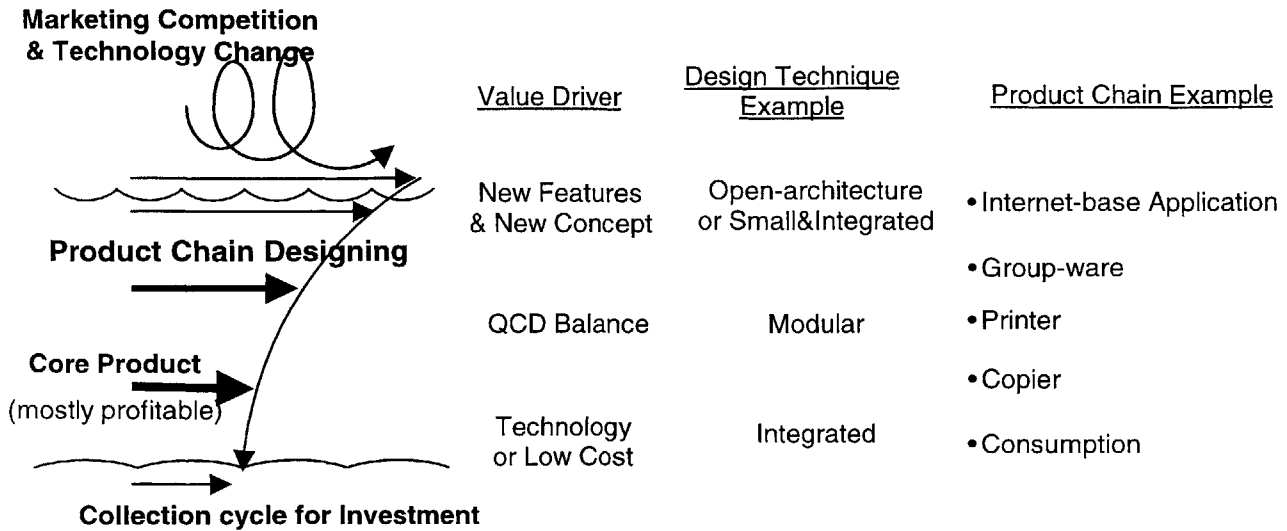 Marketing Competition
& Technology Change
Value Driver
Design Technique
Example
Product Chain Example
New Features
& New Concept
Open-architecture
or Small&Integrated
•Internet-base Application
Product Chain Designing
•Group-ware
QCD Balance
Modular
•Printer
Core Product
(mostly profitable)
•Copier
Technology
or Low Cost
Integrated
•Consumption
Collection cycle for Investment